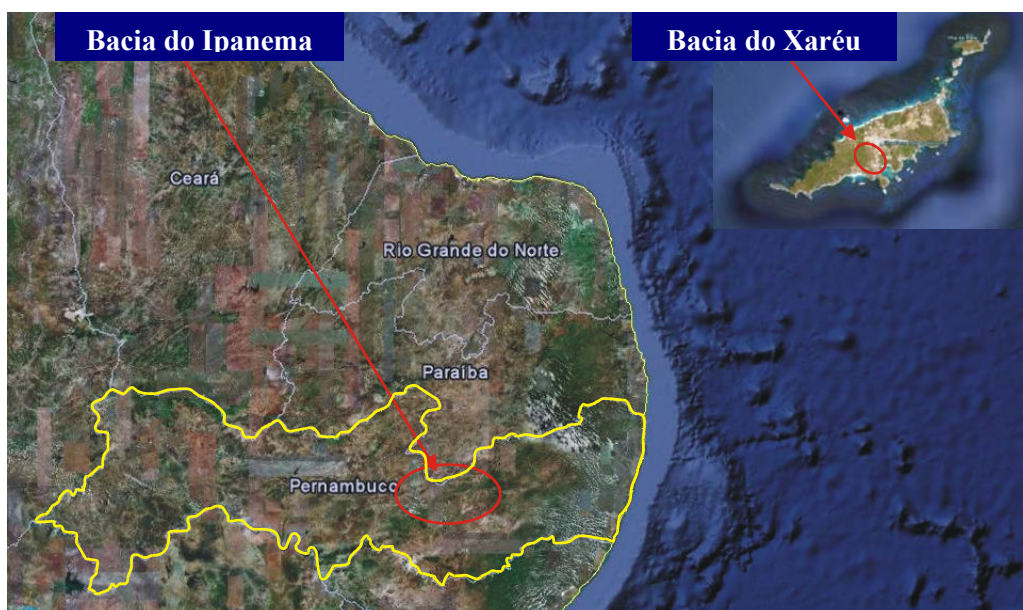 Bacia do Ipanema
Bacia do Xaréu
Ceará
Rio Grande do Norte
Paraíba
Pernambuco